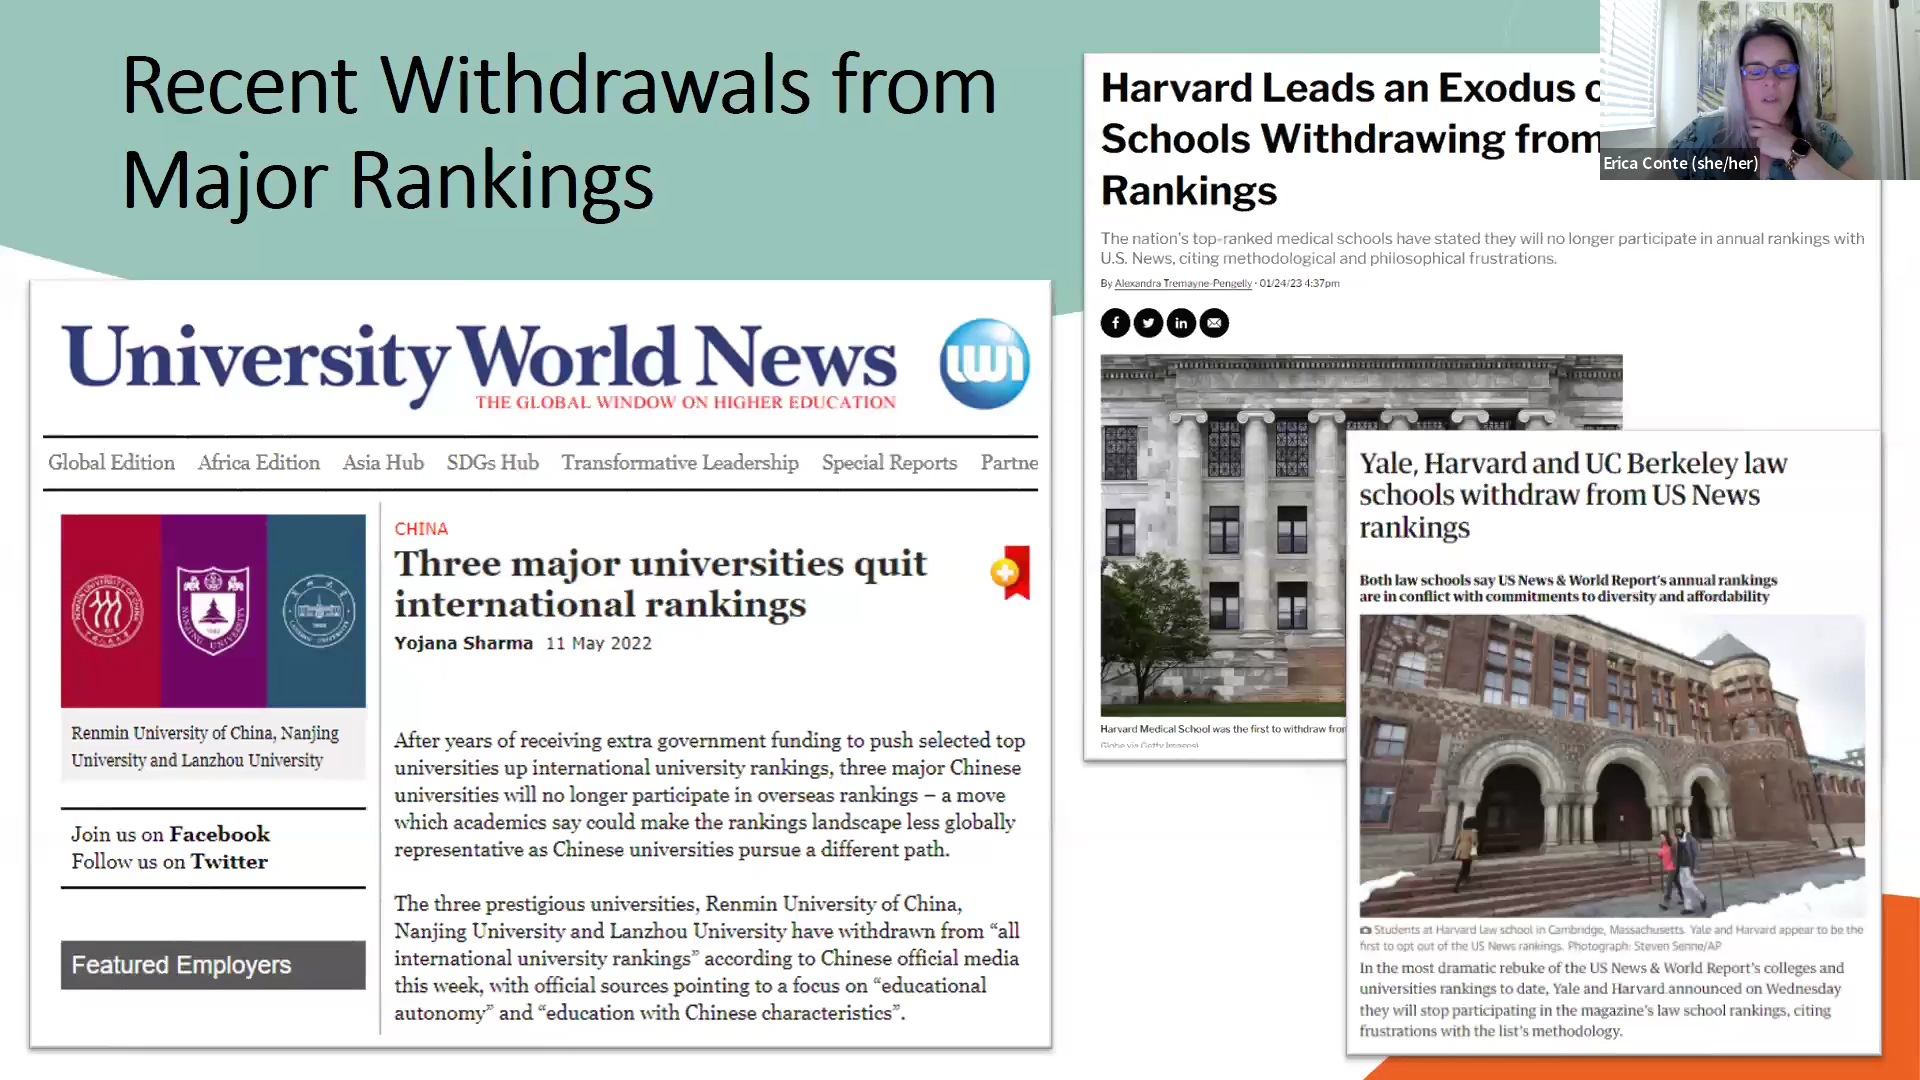 Recent Withdrawals from
Major Rankings
University World News
THE GLOBAL WINDOW ON HIGHER EDUCATION
uwn
Global Edition Africa Edition Asia Hub SDGs Hub Transformative Leadership Special Reports Partne
Renmin University of China, Nanjing
University and Lanzhou University
Join us on Facebook
Follow us on Twitter
Featured Employers
CHINA
Three major universities quit
international rankings
Yojana Sharma 11 May 2022
After years of receiving extra government funding to push selected top
universities up international university rankings, three major Chinese
universities will no longer participate in overseas rankings – a move
which academics say could make the rankings landscape less globally
representative as Chinese universities pursue a different path.
The three prestigious universities, Renmin University of China,
Nanjing University and Lanzhou University have withdrawn from “all
international university rankings” according to Chinese official media
this week, with official sources pointing to a focus on “educational
autonomy” and “education with Chinese characteristics”.
Harvard Leads an Exodus
Schools Withdrawing from
Rankings
The nation's top-ranked medical schools have stated they will no longer participate in annual rankings with
U.S. News, citing methodological and philosophical frustrations.
By Alexandra Tremayne-Pengelly · 01/24/23 4:37pm
Harvard Medical School was the first to withdraw from
Globe via Getty Images)
Yale, Harvard and UC Berkeley law
schools withdraw from US News
rankings
Both law schools say US News & World Report's annual rankings
are in conflict with commitments to diversity and affordability
Students at Harvard law school in Cambridge, Massachusetts. Yale and Harvard appear to be the
first to opt out of the US News rankings. Photograph: Steven Senne/AP
In the most dramatic rebuke of the US News & World Report's colleges and
universities rankings to date, Yale and Harvard announced on Wednesday
they will stop participating in the magazine's law school rankings, citing
frustrations with the list's methodology.
Erica Conte (she/her)